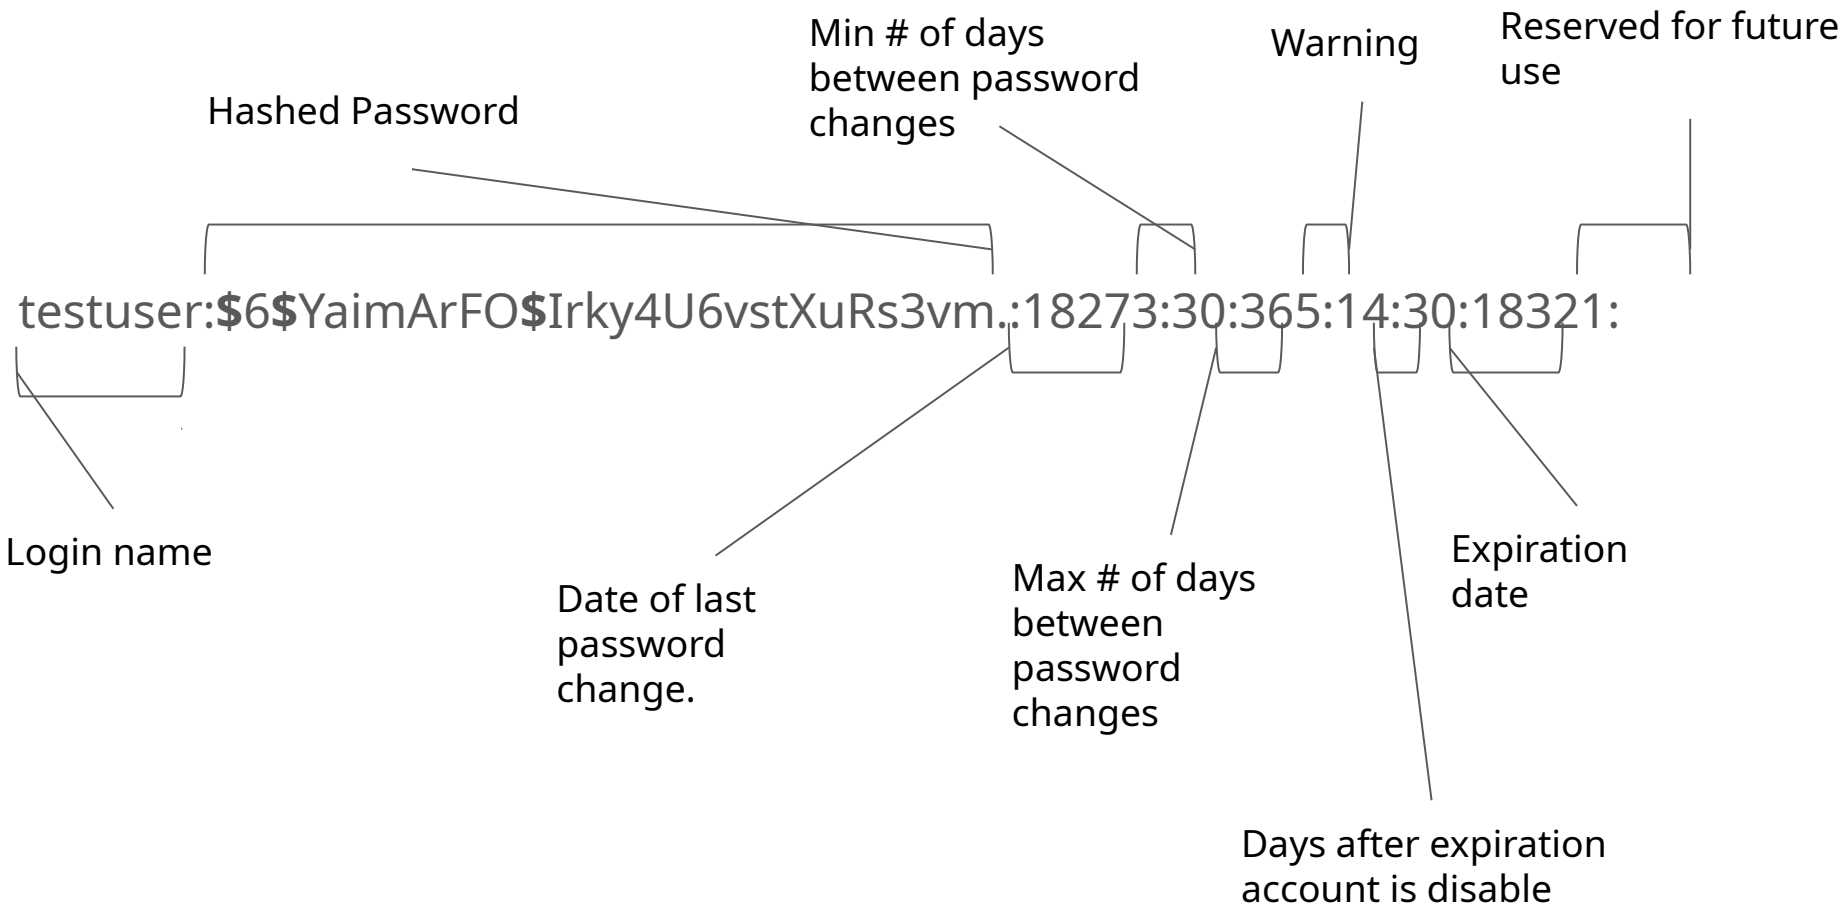 Min # of days
between password
changes
Warning
Reserved for future
use
Hashed Password
testuser:$6$YaimArFO$Irky4U6vstXuRs3vm.:18273:30:365:14:30:18321:
Login name
Date of last
password
change.
Max # of days
between
password
changes
Expiration
date
Days after expiration
account is disable